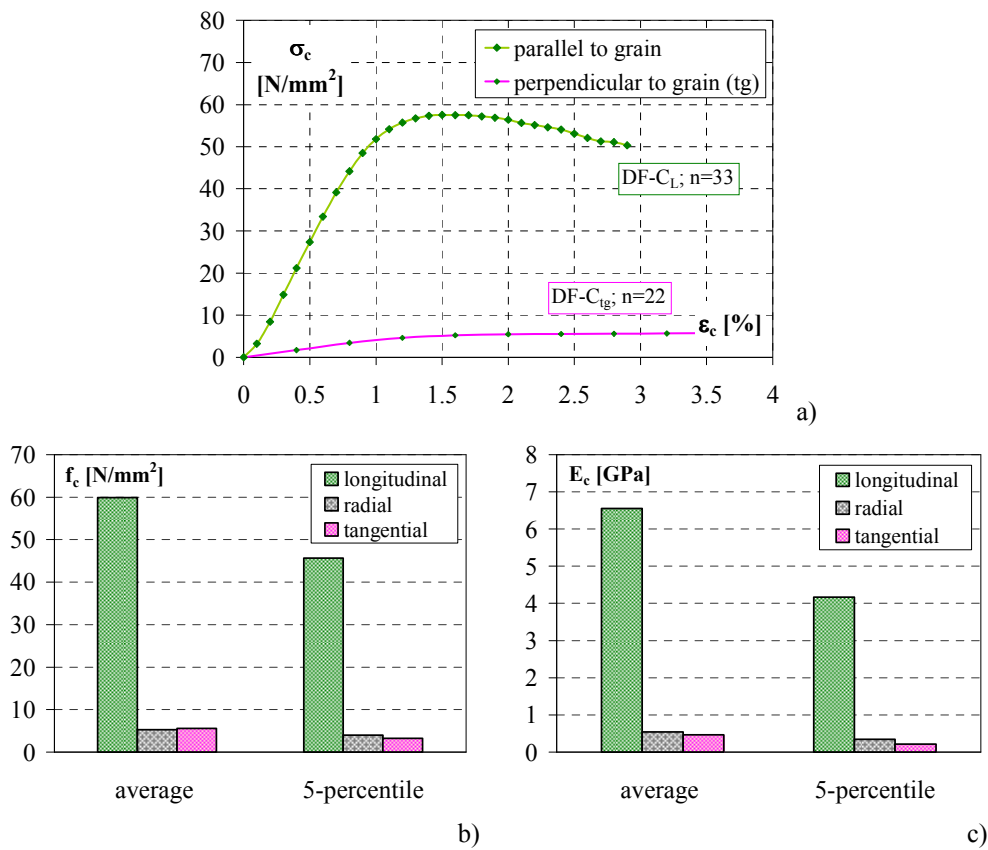 80
70
60
50
40
30
20
10
0
σc
[N/mm²]
parallel to grain
perpendicular to grain (tg)
DF-CL; n=33
DF-Ctg; n=22
εc [%]
0 0.5 1 1.5 2 2.5 3 3.5 4
a)
70
60
50
40
30
20
10
0
fc [N/mm²]
longitudinal
radial
tangential
average 5-percentile
b)
8
7
6
5
4
3
2
1
0
Ec [GPa]
longitudinal
radial
tangential
average 5-percentile
c)